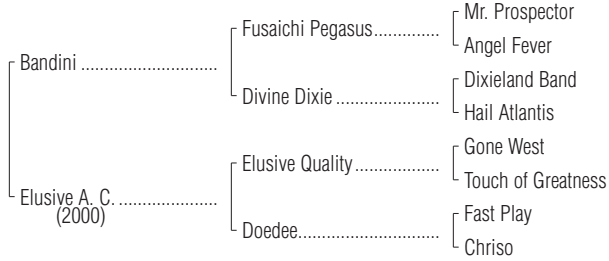 Mr. Prospector
Fusaichi Pegasus..............
Angel Fever
Bandini .............................
Dixieland Band
Divine Dixie ......................
Hail Atlantis
Gone West
Elusive Quality ..................
Touch of Greatness
Elusive A. C. .....................
(2000)
Fast Play
Doedee..............................
Chriso